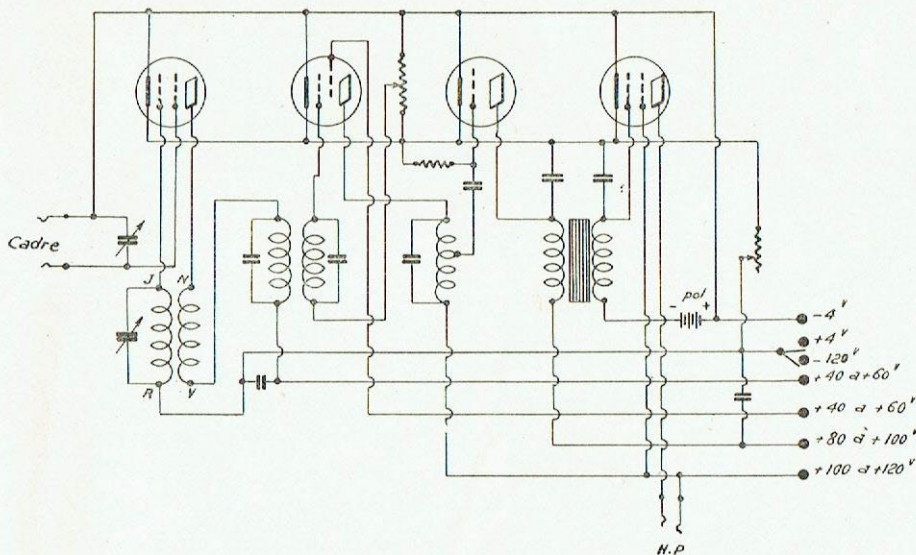 Cadre
J N
R V
- pol +
-4v
+4v
-120v
+40 a+60v
+40 a +60v
+80 a +100v
+100 a +120v
H.P